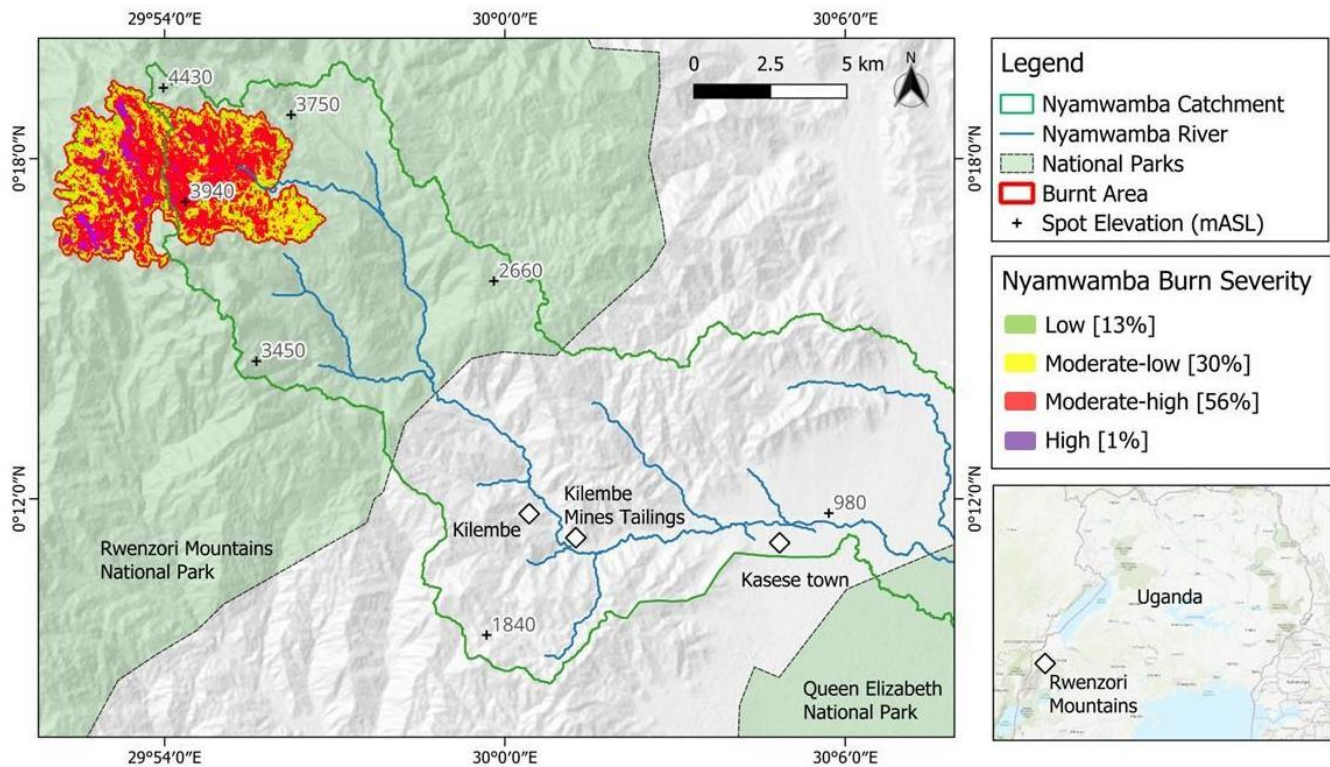 29°54'0"E 30°0'0"E 30°6'0"E
0 2.5 5 km
N
4430
3750
0°18'0"N
0°18'0"N
3940
2660
3450
0°12'0"N
0°12'0"N
Kilembe
Mines Tailings
980
Kilembe
Rwenzori Mountains
National Park
Kasese town
1840
Queen Elizabeth
National Park
29°54'0"E 30°0'0"E 30°6'0"E
Legend
Nyamwamba Catchment
Nyamwamba River
National Parks
Burnt Area
Spot Elevation (mASL)
Nyamwamba Burn Severity
Low [13%]
Moderate-low [30%]
Moderate-high [56%]
High [1%]
Uganda
Rwenzori
Mountains